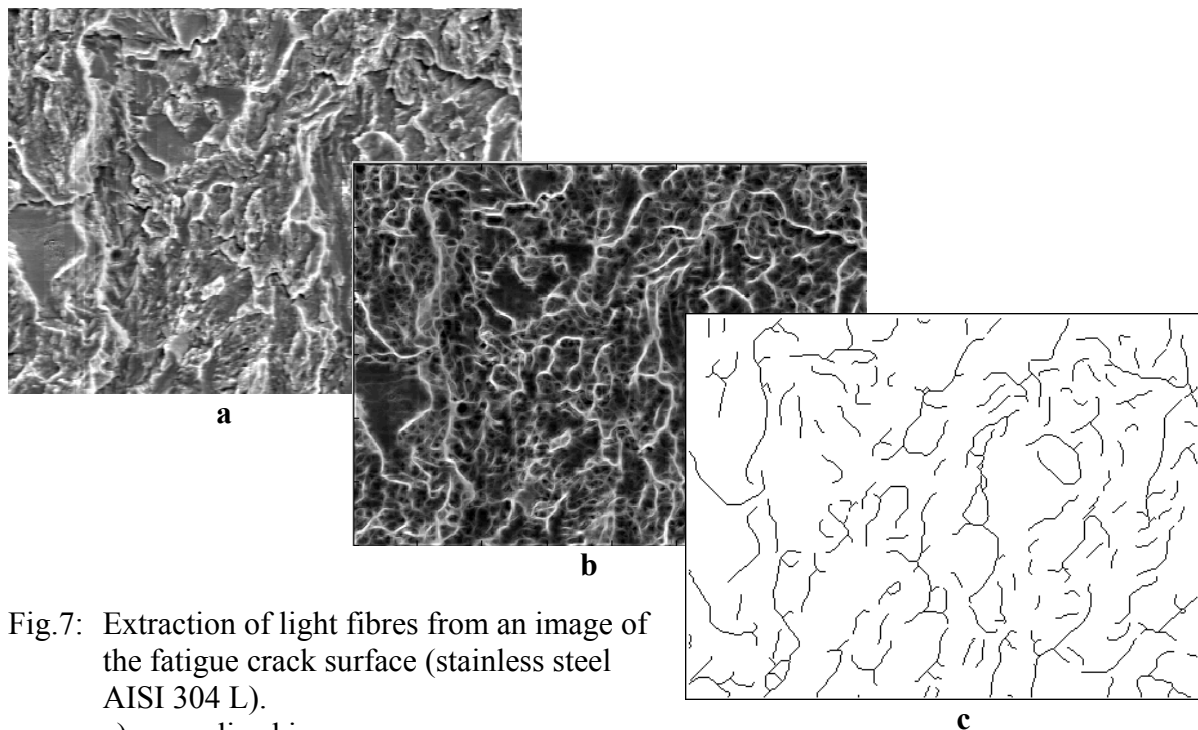 a
b
Fig.7: Extraction of light fibres from an image of
the fatigue crack surface (stainless steel
AISI 304 L).
c